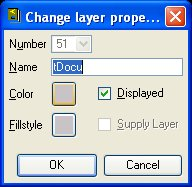 Change layer prope...
Number 51
Name tDocu
Color Displayed
Fillstyle Supply Layer
OK Cancel